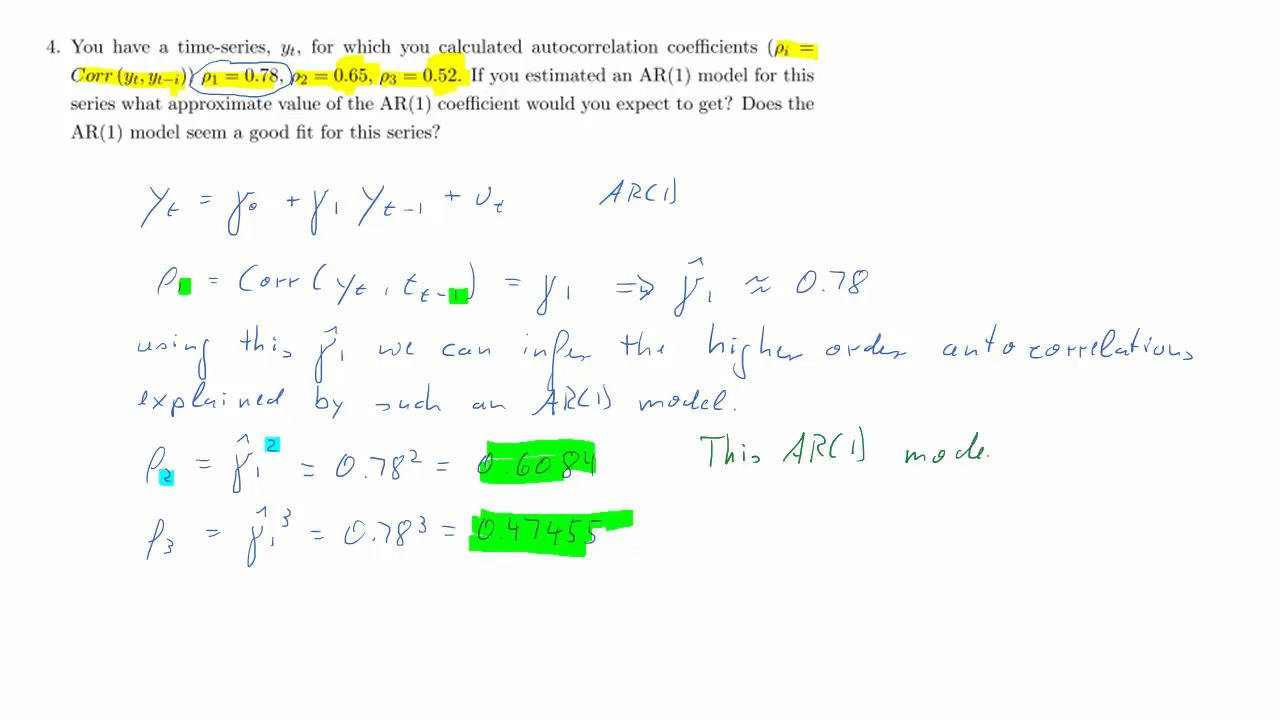 4. You have a time-series, yₜ, for which you calculated autocorrelation coefficients (ρᵢ =
Corr (yₜ, yₜ₋ᵢ)) ρ₁ = 0.78, ρ₂ = 0.65, ρ₃ = 0.52. If you estimated an AR(1) model for this
series what approximate value of the AR(1) coefficient would you expect to get? Does the
AR(1) model seem a good fit for this series?
yₜ = γ₀ + γ₁ yₜ₋₁ + υₜ AR(1)
ρ₁ = Corr(yₜ, tₜ₋₁) = γ₁ ⇒ γ̂₁ ≈ 0.78
using this γ̂₁ we can infer the higher order autocorrelations
explained by such an AR(1) model.
ρ₂ = γ̂₁² = 0.78² = 0.6084 This AR(1) mode
ρ₃ = γ̂₁³ = 0.78³ = 0.47455